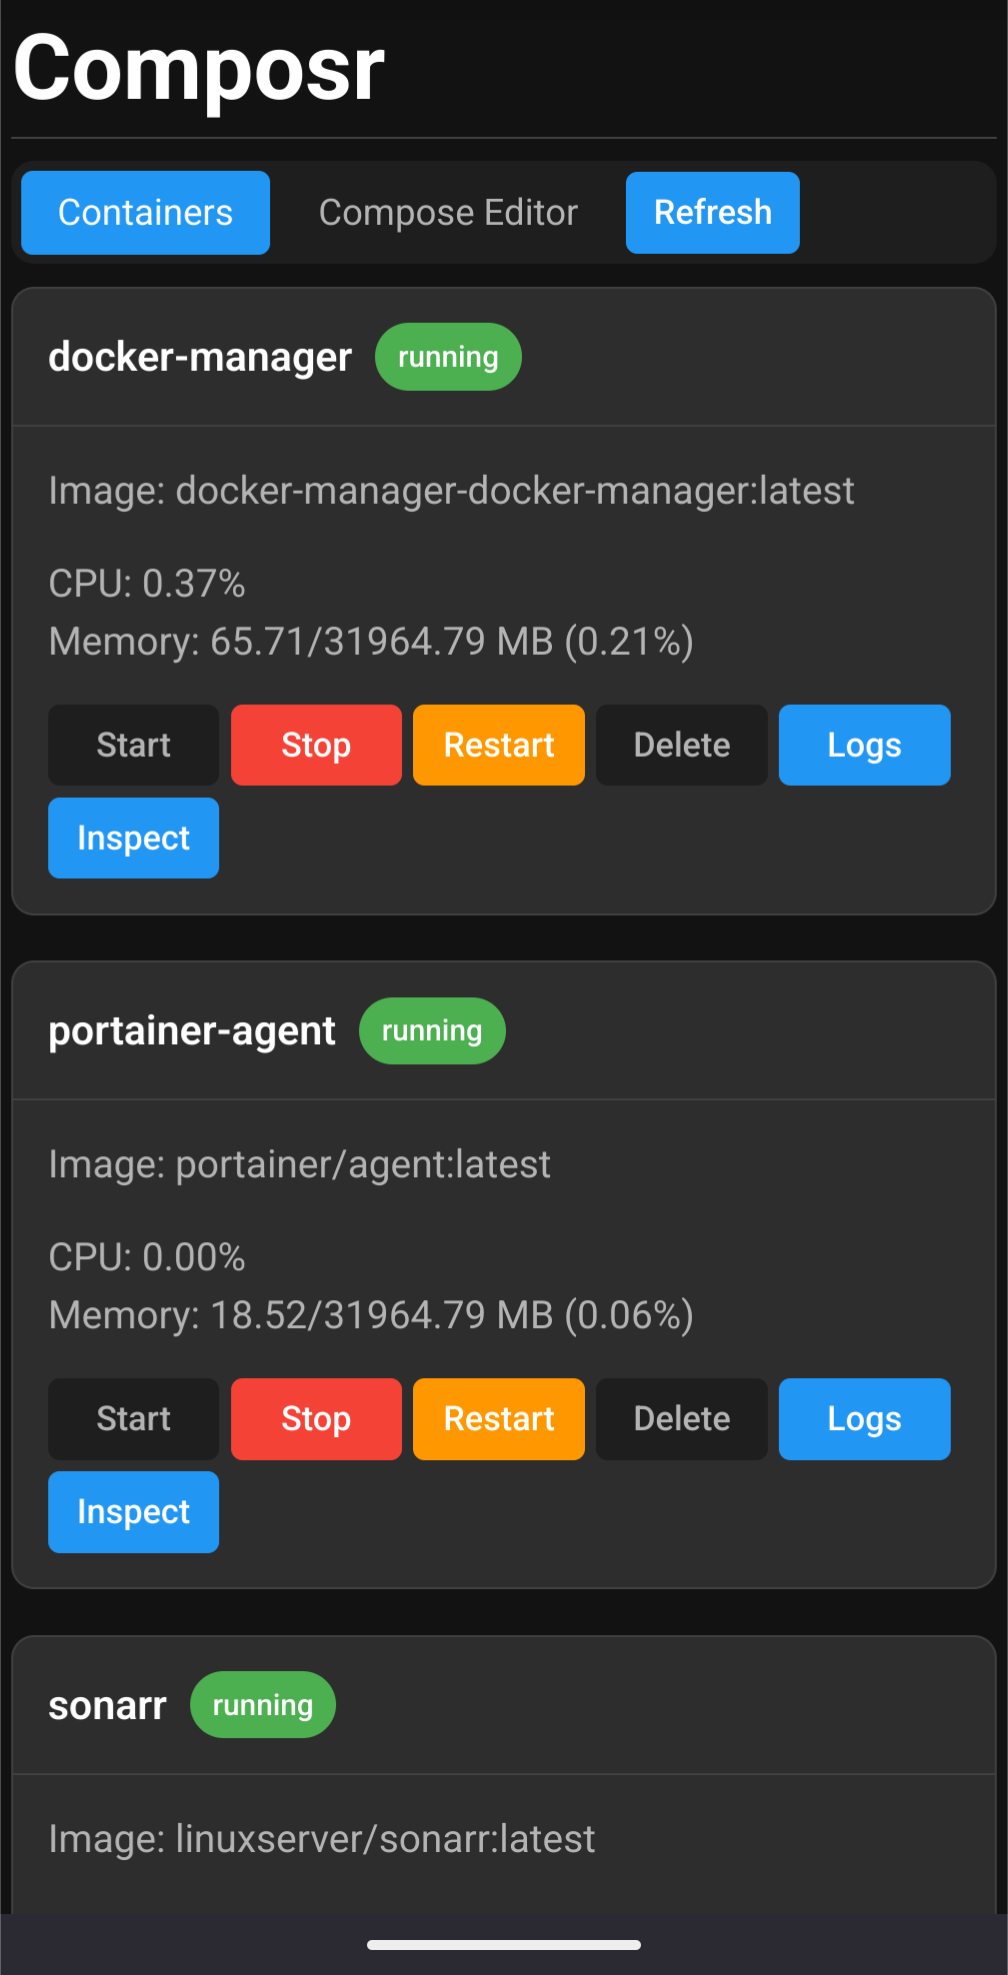 Composr
Containers Compose Editor Refresh
docker-manager running
Image: docker-manager-docker-manager:latest
CPU: 0.37%
Memory: 65.71/31964.79 MB (0.21%)
Start Stop Restart Delete Logs
Inspect
portainer-agent running
Image: portainer/agent:latest
CPU: 0.00%
Memory: 18.52/31964.79 MB (0.06%)
Start Stop Restart Delete Logs
Inspect
sonarr running
Image: linuxserver/sonarr:latest